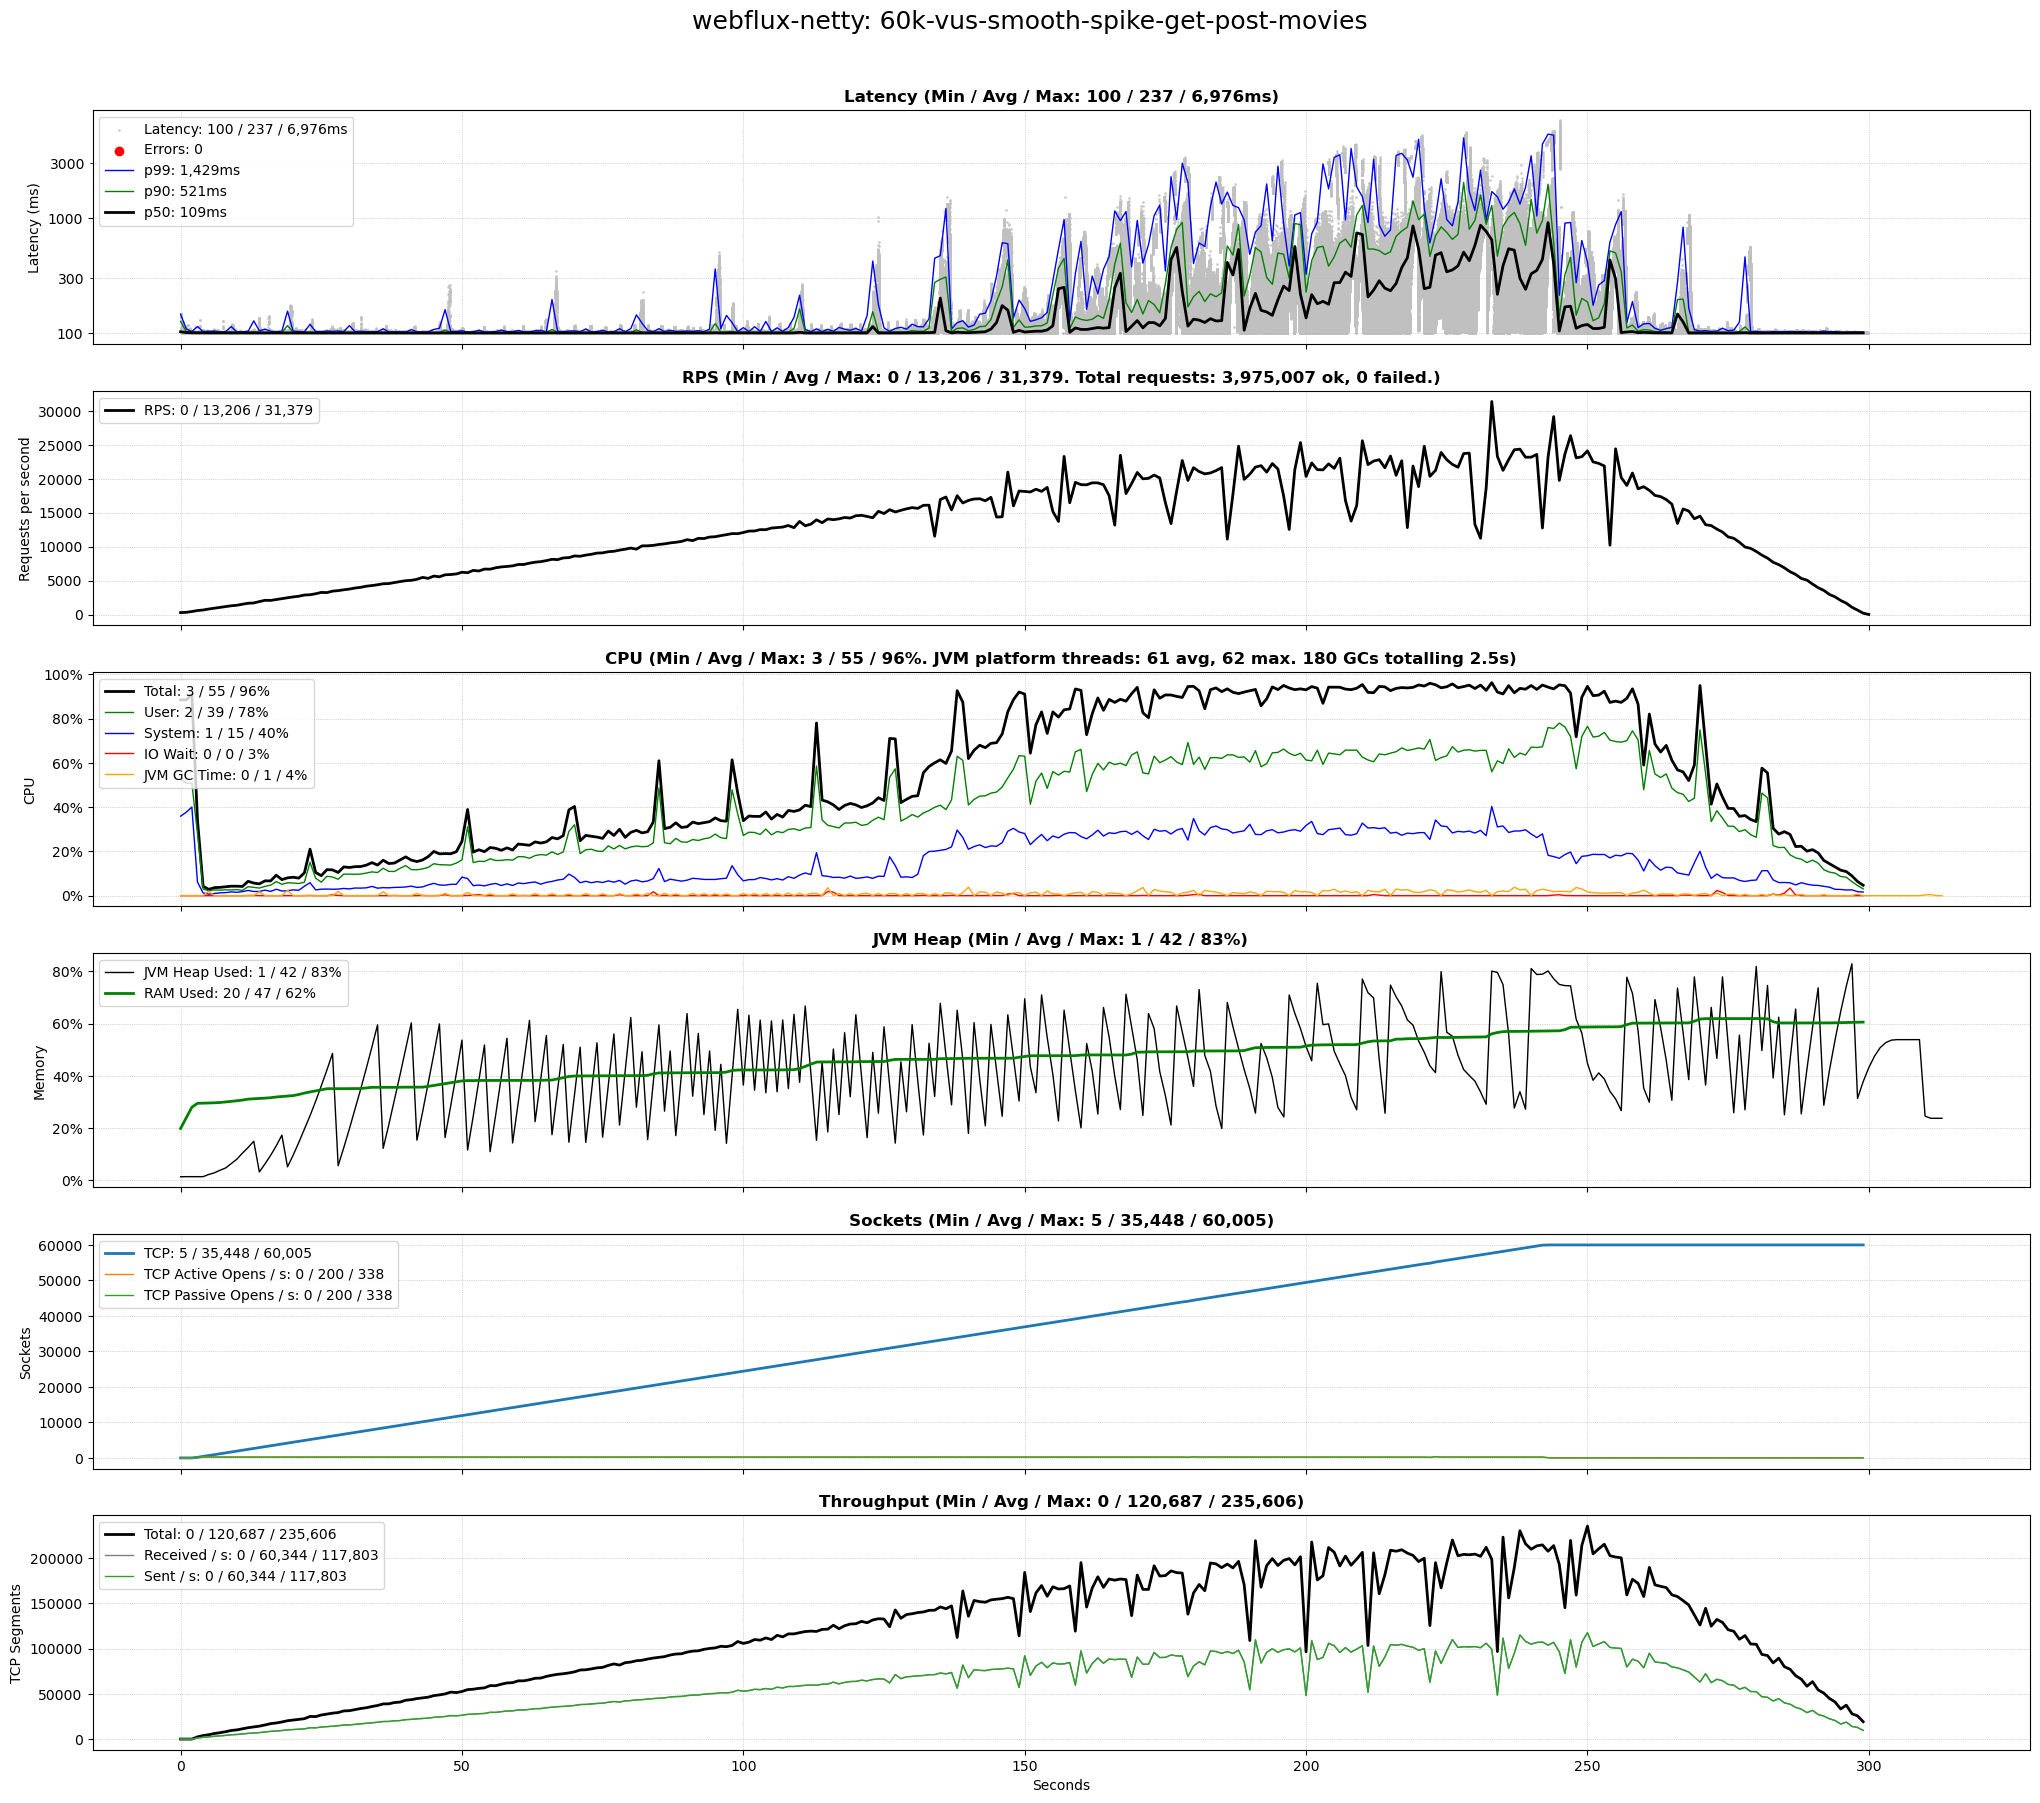 webflux-netty: 60k-vus-smooth-spike-get-post-movies
Latency (Min / Avg / Max: 100 / 237 / 6,976ms)
Latency: 100 / 237 / 6,976ms
Errors: 0
p99: 1,429ms
p90: 521ms
p50: 109ms
Latency (ms)
3000
1000
300
100
RPS (Min / Avg / Max: 0 / 13,206 / 31,379. Total requests: 3,975,007 ok, 0 failed.)
RPS: 0 / 13,206 / 31,379
Requests per second
30000
25000
20000
15000
10000
5000
0
CPU (Min / Avg / Max: 3 / 55 / 96%. JVM platform threads: 61 avg, 62 max. 180 GCs totalling 2.5s)
Total: 3 / 55 / 96%
User: 2 / 39 / 78%
System: 1 / 15 / 40%
IO Wait: 0 / 0 / 3%
JVM GC Time: 0 / 1 / 4%
CPU
100%
80%
60%
40%
20%
0%
JVM Heap (Min / Avg / Max: 1 / 42 / 83%)
JVM Heap Used: 1 / 42 / 83%
RAM Used: 20 / 47 / 62%
Memory
80%
60%
40%
20%
0%
Sockets (Min / Avg / Max: 5 / 35,448 / 60,005)
TCP: 5 / 35,448 / 60,005
TCP Active Opens / s: 0 / 200 / 338
TCP Passive Opens / s: 0 / 200 / 338
Sockets
60000
50000
40000
30000
20000
10000
0
Throughput (Min / Avg / Max: 0 / 120,687 / 235,606)
Total: 0 / 120,687 / 235,606
Received / s: 0 / 60,344 / 117,803
Sent / s: 0 / 60,344 / 117,803
TCP Segments
200000
150000
100000
50000
0
0 50 100 150 200 250 300
Seconds